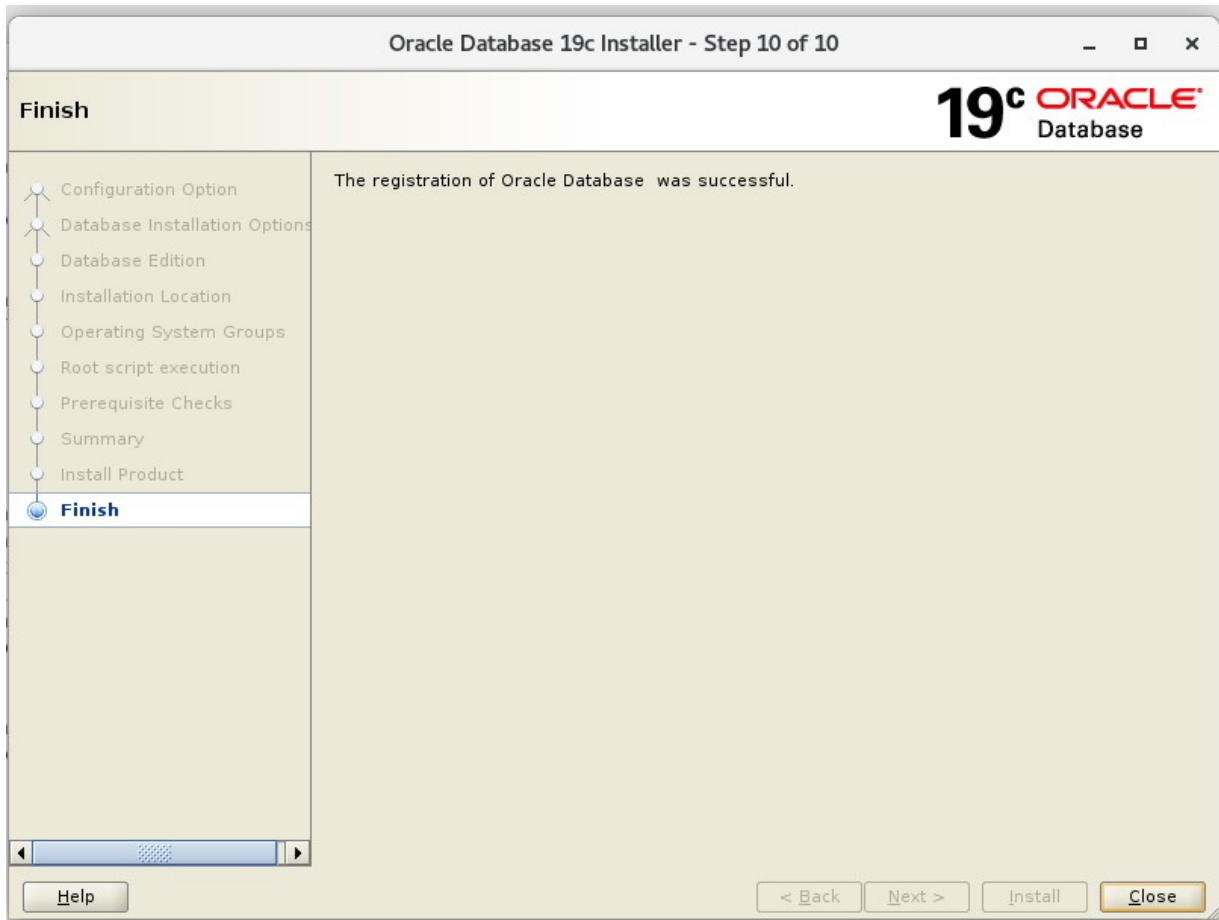 Oracle Database 19c Installer - Step 10 of 10
Finish
19c ORACLE
Database
Configuration Option
Database Installation Options
Database Edition
Installation Location
Operating System Groups
Root script execution
Prerequisite Checks
Summary
Install Product
Finish
The registration of Oracle Database  was successful.
Help
< Back
Next >
Install
Close